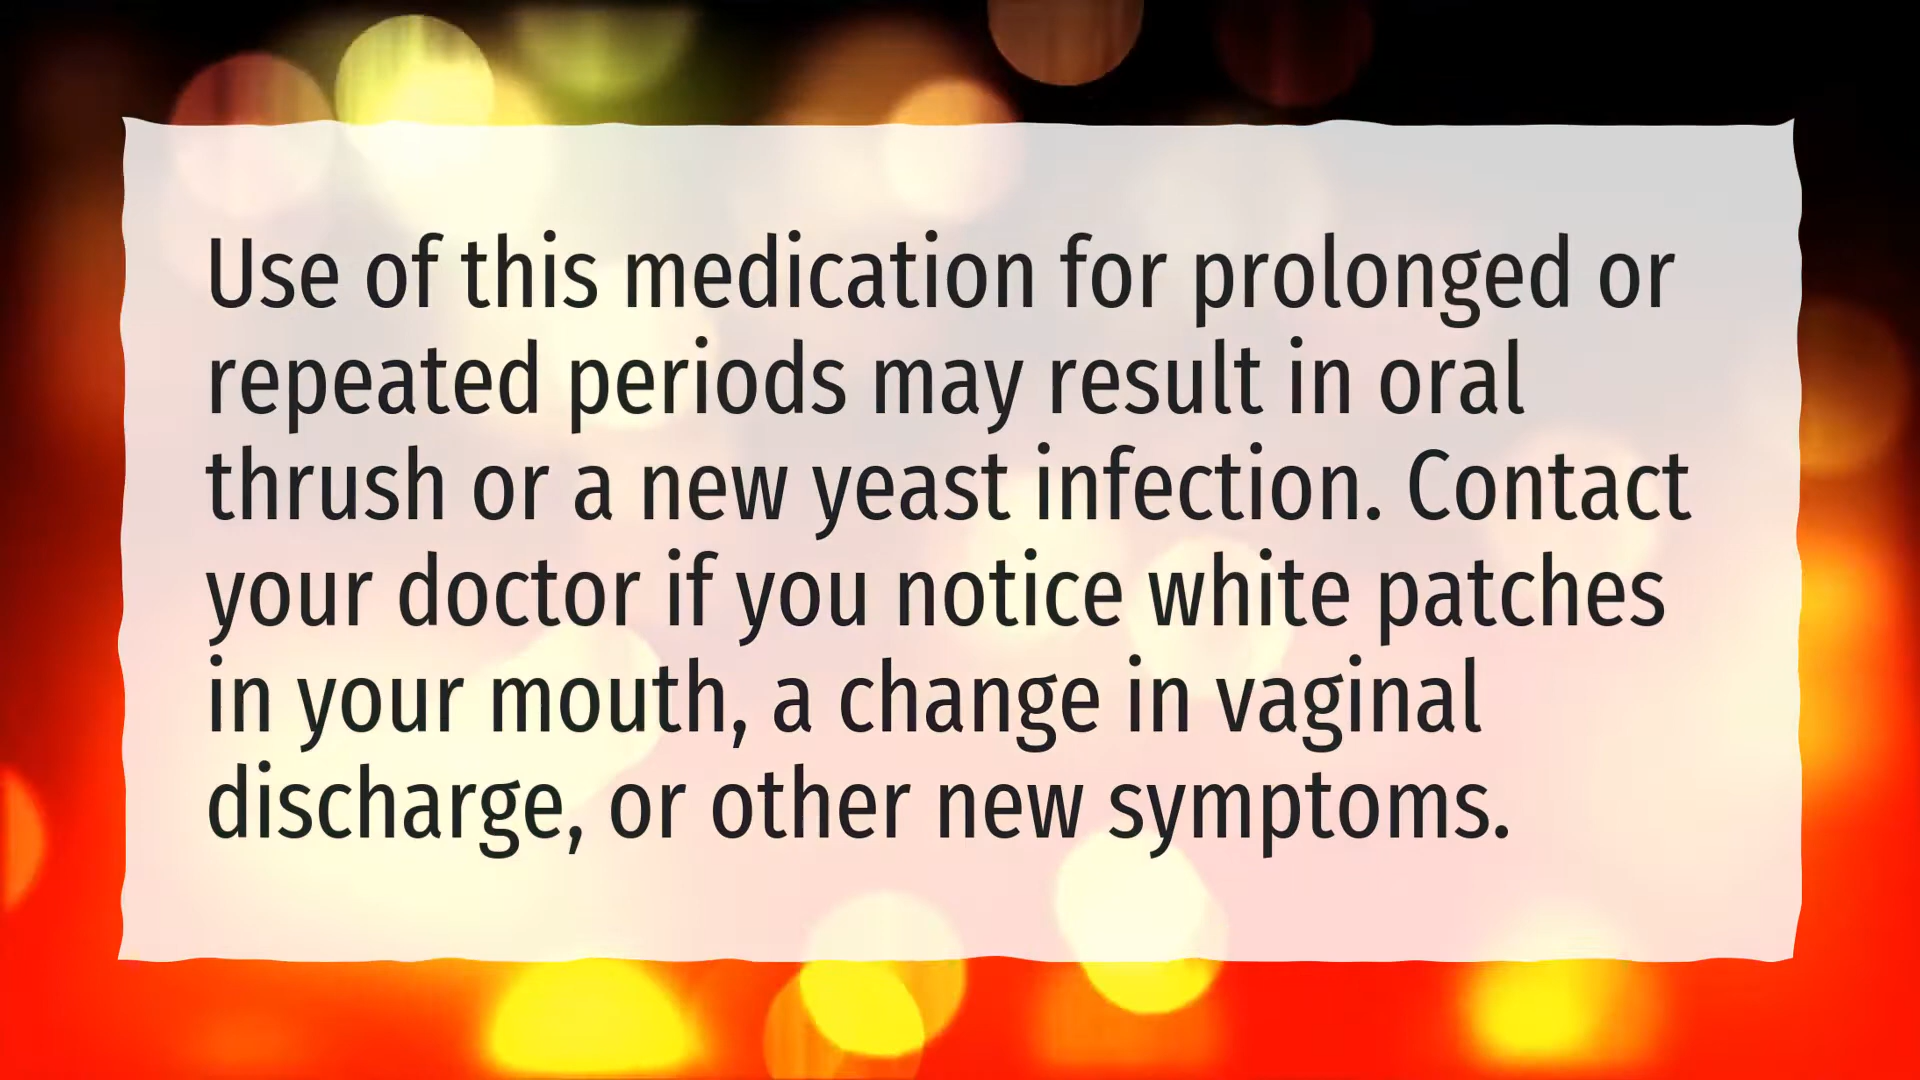 Use of this medication for prolonged or
repeated periods may result in oral
thrush or a new yeast infection. Contact
your doctor if you notice white patches
in your mouth, a change in vaginal
discharge, or other new symptoms.